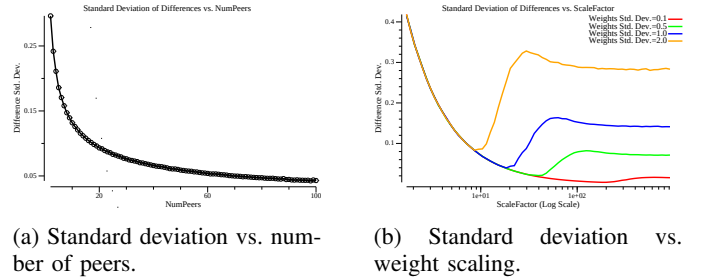 Standard Deviation of Differences vs. NumPeers
0.25
0.15
0.05
Difference Std. Dev.
20
60
100
NumPeers
(a) Standard deviation vs. num-
ber of peers.
Standard Deviation of Differences vs. ScaleFactor
Weights Std. Dev.=0.1
Weights Std. Dev.=0.5
Weights Std. Dev.=1.0
Weights Std. Dev.=2.0
0.4
0.3
0.2
0.1
Difference Std. Dev.
1e+01
1e+02
ScaleFactor (Log Scale)
(b) Standard deviation vs.
weight scaling.